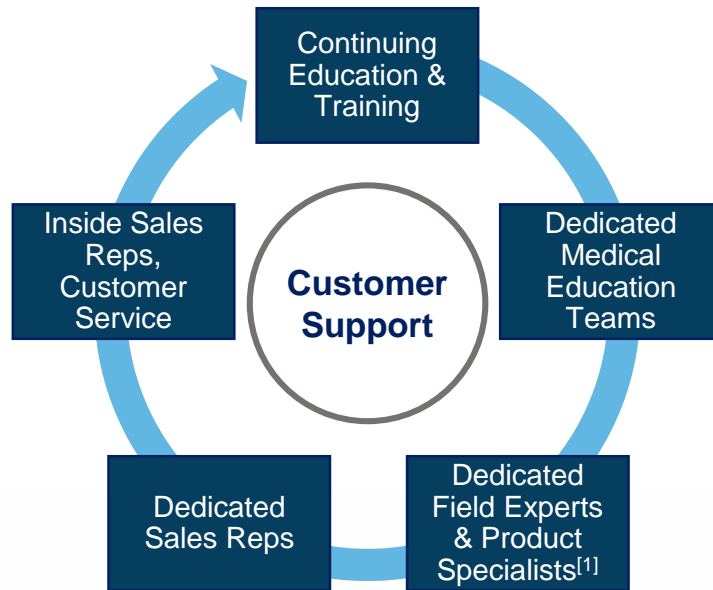 Continuing
Education &
Training
Inside Sales
Reps,
Customer
Service
Customer
Support
Dedicated
Medical
Education
Teams
Dedicated
Sales Reps
Dedicated
Field Experts
& Product
Specialists[1]